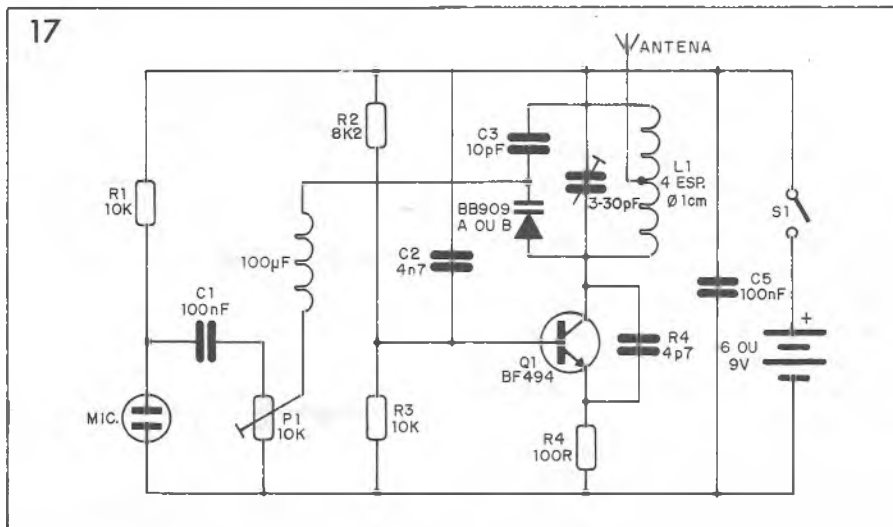 17
ANTENA
R2
8K2
C3
10pF
R1
10K
L1
4 ESP.
Ø 1cm
3-30pF
BB909
A OU B
S1
100µF
C2
4n7
C1
100nF
C5
100nF
+
6 OU
9V
R4
4p7
Q1
BF494
MIC.
P1
10K
R3
10K
R4
100R